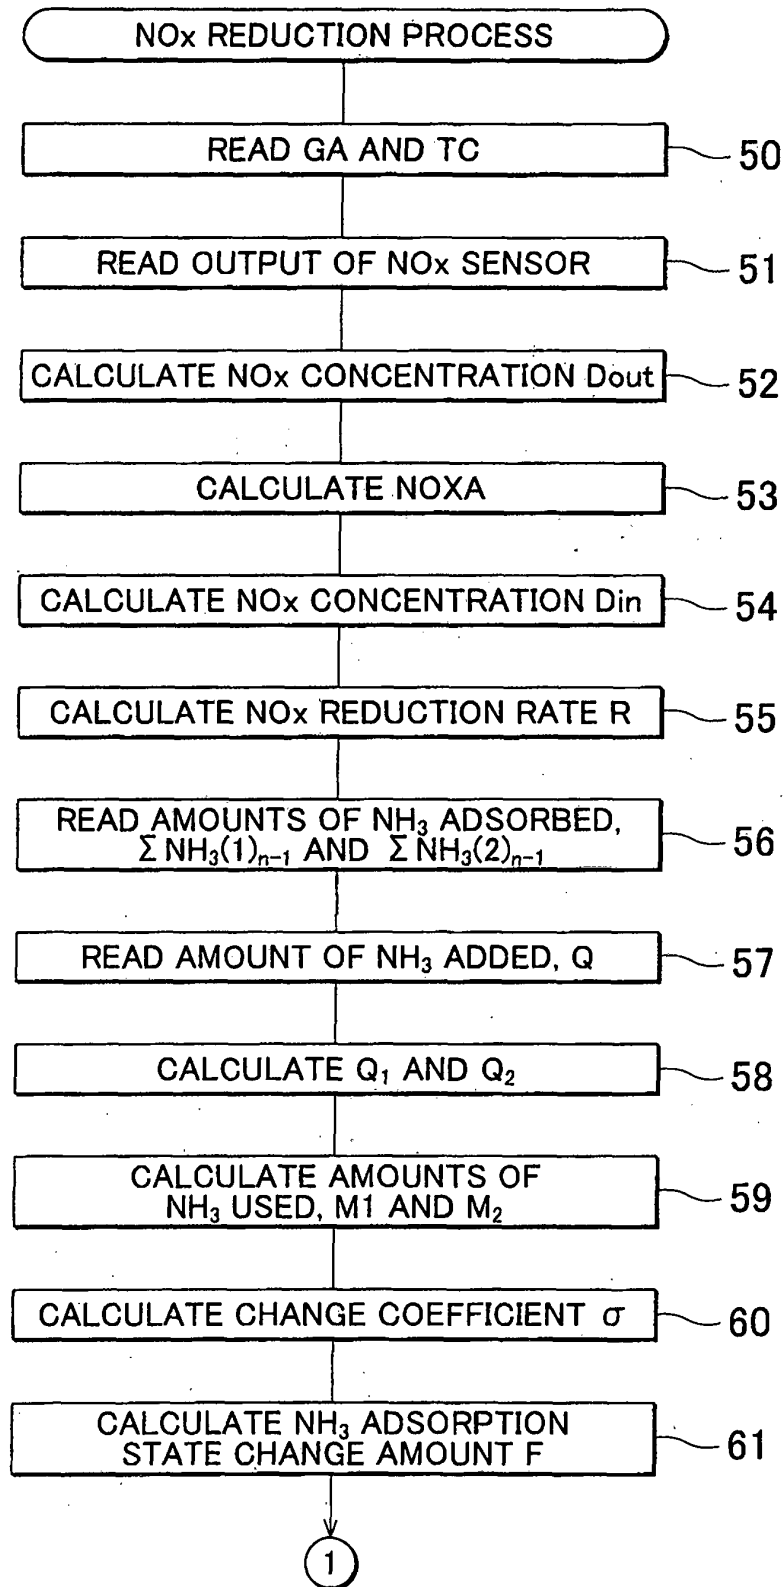 NOx REDUCTION PROCESS
READ GA AND TC
50
READ OUTPUT OF NOx SENSOR
51
CALCULATE NOx CONCENTRATION Dout
52
CALCULATE NOXA
53
CALCULATE NOx CONCENTRATION Din
54
CALCULATE NOx REDUCTION RATE R
55
READ AMOUNTS OF NH₃ ADSORBED,
ΣNH₃(1)ₙ₋₁ AND ΣNH₃(2)ₙ₋₁
56
READ AMOUNT OF NH₃ ADDED, Q
57
CALCULATE Q₁ AND Q₂
58
CALCULATE AMOUNTS OF
NH₃ USED, M1 AND M₂
59
CALCULATE CHANGE COEFFICIENT σ
60
CALCULATE NH₃ ADSORPTION
STATE CHANGE AMOUNT F
61
1